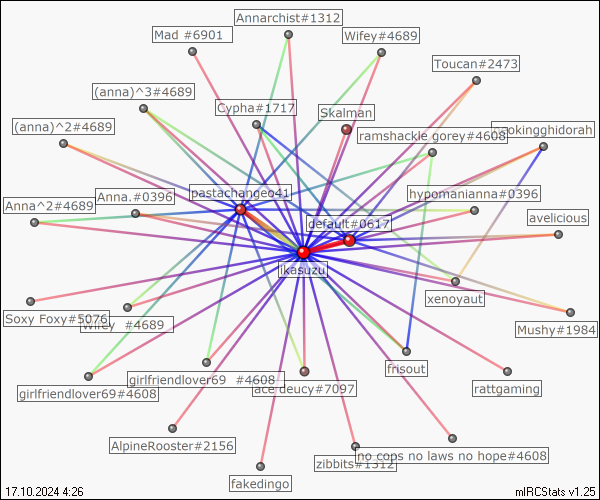 Annarchist#1312
Mad #6901
Wifey#4689
Toucan#2473
(anna)^3#4689
Cypha#1717
Skalman
(anna)^2#4689
ramshackle gorey#4608
okingghidorah
pastachangeo41
hypomanianna#0396
Anna^2#4689
Anna.#0396
default#0617
avelicious
ikasuzu
xenoyaut
Soxy Foxy#5076
Wifey #4689
Mushy#1984
frisout
girlfriendlover69 #4608
girlfriendlover69#4608
ace deucy#7097
rattgaming
AlpineRooster#2156
no cops no laws no hope#4608
zibbits#1312
fakedingo
17.10.2024 4:26
mIRCStats v1.25